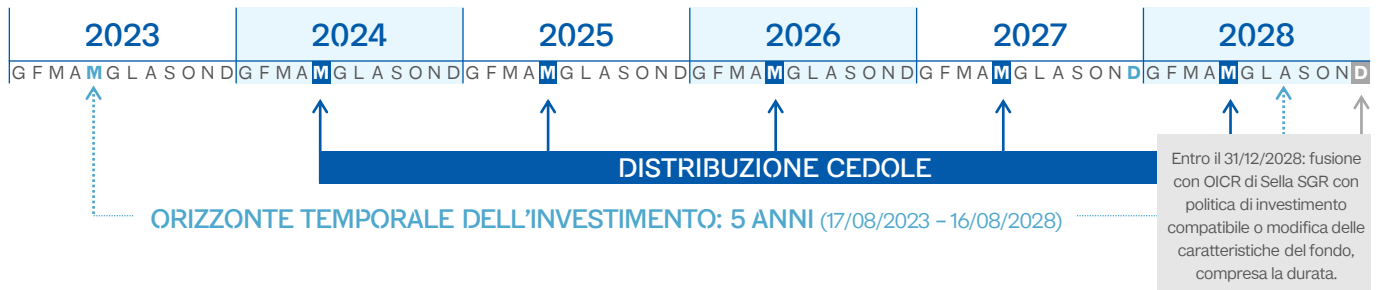 2023 2024 2025 2026 2027 2028
G F M A M G L A S O N D G F M A M G L A S O N D G F M A M G L A S O N D G F M A M G L A S O N D G F M A M G L A S O N D G F M A M G L A S O N D
DISTRIBUZIONE CEDOLE
ORIZZONTE TEMPORALE DELL'INVESTIMENTO: 5 ANNI (17/08/2023 – 16/08/2028)
Entro il 31/12/2028: fusione
con OICR di Sella SGR con
politica di investimento
compatibile o modifica delle
caratteristiche del fondo,
compresa la durata.